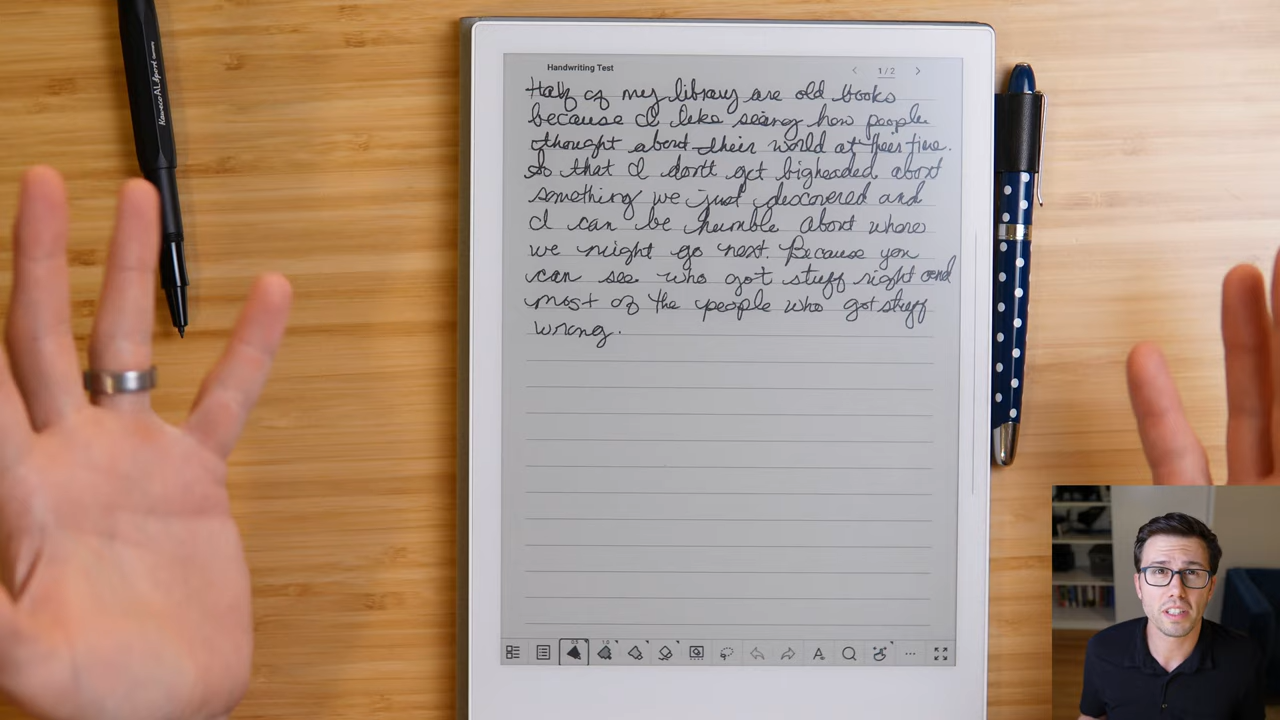 KawecoALSport
Handwriting Test
1/2
Half of my library are old books
because I like seeing how people
thought about their world at their time.
So that I don't get bigheaded about
something we just discovered and
I can be humble about where
we might go next. Because you
can see who got stuff right and
most of the people who got stuff
wrong.